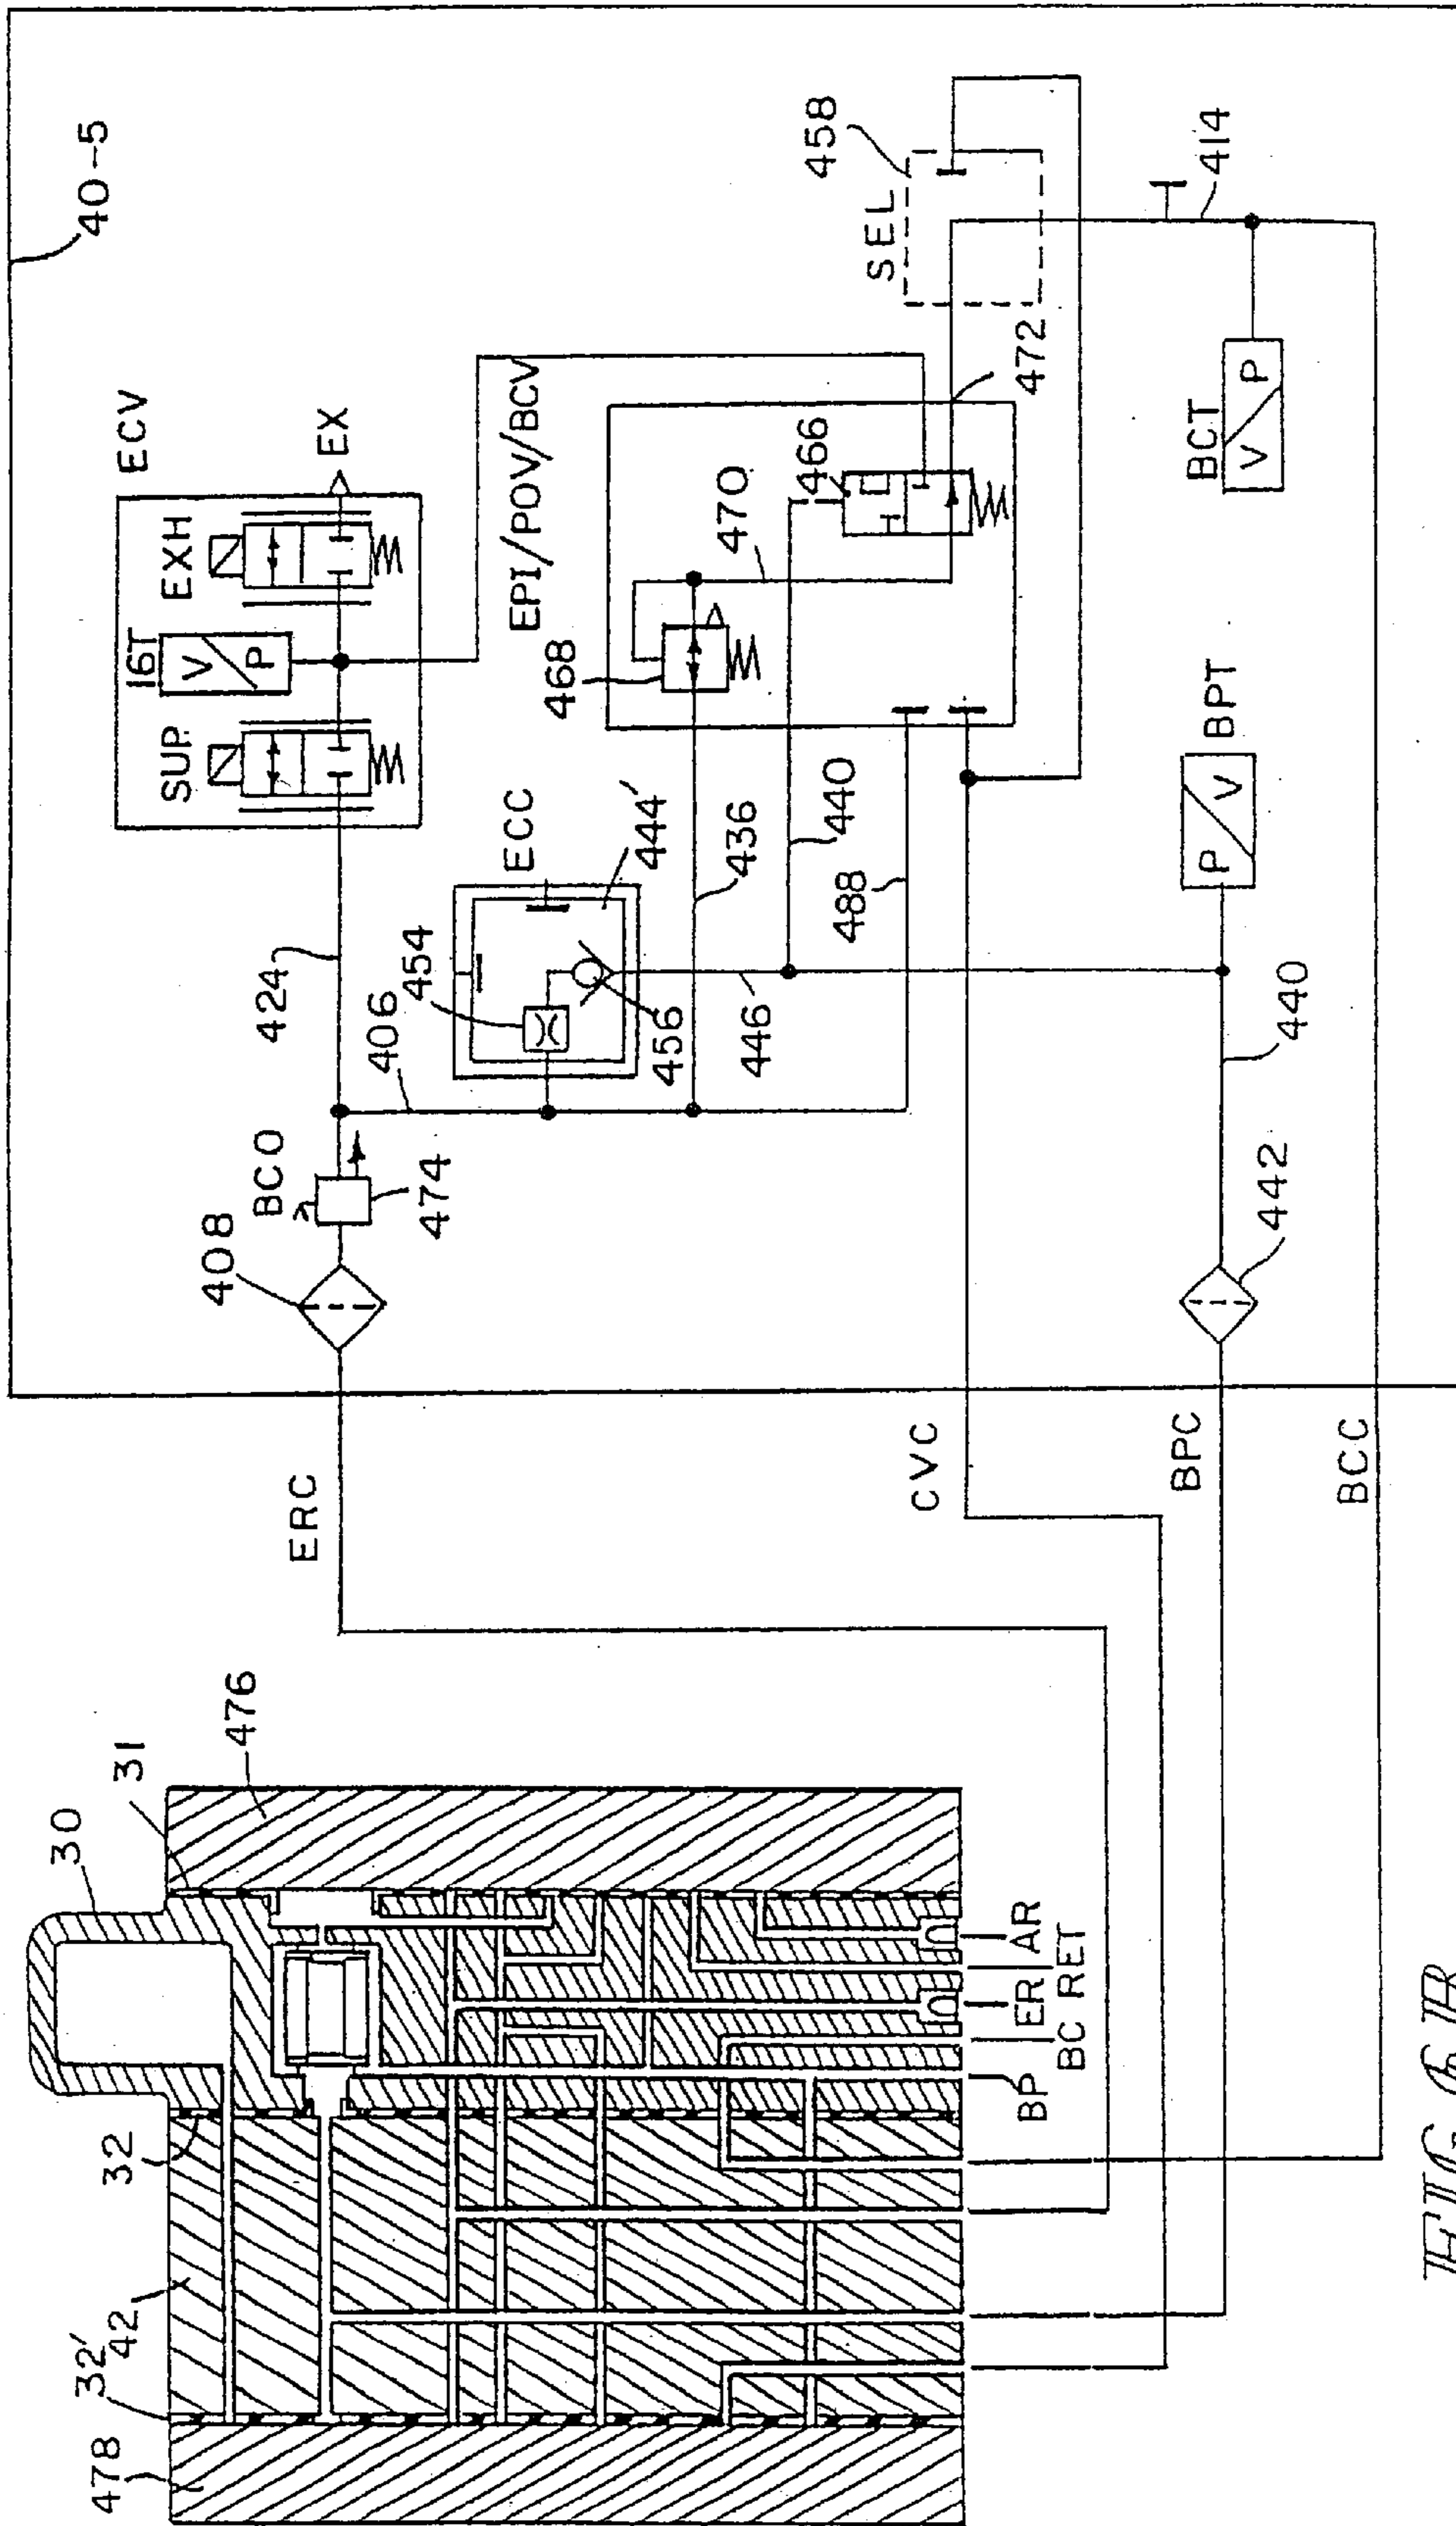 40-5
ECV
EXH
EX
16T
SUP
424
454
406
BCO
408
474
ECC
444'
456
446
436
440
488
EPI/POV/BCV
468
470
466
472
SEL
458
414
BCT
V
P
BPT
P
V
V
P
440
442
ERC
CVC
BPC
BCC
30
31
476
32
32'
42
478
AR
RET
ER
BC
BP
FIG 6B